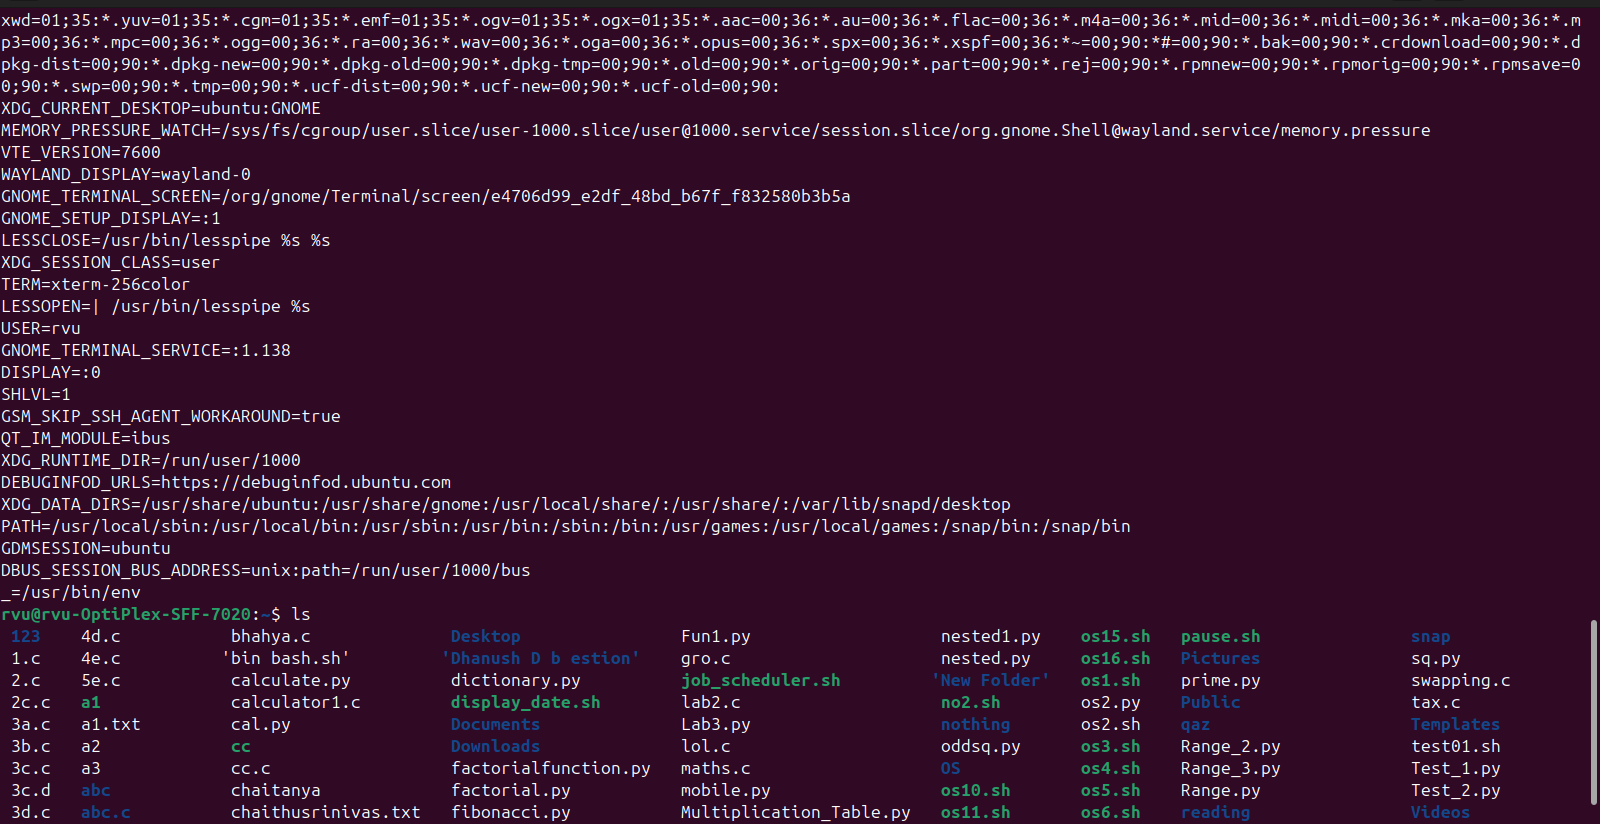 xwd=01;35:*.yuv=01;35:*.cgm=01;35:*.emf=01;35:*.ogv=01;35:*.ogx=01;35:*.aac=00;36:*.au=00;36:*.flac=00;36:*.m4a=00;36:*.mid=00;36:*.midi=00;36:*.mka=00;36:*.m
p3=00;36:*.mpc=00;36:*.ogg=00;36:*.ra=00;36:*.wav=00;36:*.oga=00;36:*.opus=00;36:*.spx=00;36:*.xspf=00;36:*~=00;90:*#=00;90:*.bak=00;90:*.crdownload=00;90:*.d
pkg-dist=00;90:*.dpkg-new=00;90:*.dpkg-old=00;90:*.dpkg-tmp=00;90:*.old=00;90:*.orig=00;90:*.part=00;90:*.rej=00;90:*.rpmnew=00;90:*.rpmorig=00;90:*.rpmsave=0
0;90:*.swp=00;90:*.tmp=00;90:*.ucf-dist=00;90:*.ucf-new=00;90:*.ucf-old=00;90:
XDG_CURRENT_DESKTOP=ubuntu:GNOME
MEMORY_PRESSURE_WATCH=/sys/fs/cgroup/user.slice/user-1000.slice/user@1000.service/session.slice/org.gnome.Shell@wayland.service/memory.pressure
VTE_VERSION=7600
WAYLAND_DISPLAY=wayland-0
GNOME_TERMINAL_SCREEN=/org/gnome/Terminal/screen/e4706d99_e2df_48bd_b67f_f832580b3b5a
GNOME_SETUP_DISPLAY=:1
LESSCLOSE=/usr/bin/lesspipe %s %s
XDG_SESSION_CLASS=user
TERM=xterm-256color
LESSOPEN=| /usr/bin/lesspipe %s
USER=rvu
GNOME_TERMINAL_SERVICE=:1.138
DISPLAY=:0
SHLVL=1
GSM_SKIP_SSH_AGENT_WORKAROUND=true
QT_IM_MODULE=ibus
XDG_RUNTIME_DIR=/run/user/1000
DEBUGINFOD_URLS=https://debuginfod.ubuntu.com
XDG_DATA_DIRS=/usr/share/ubuntu:/usr/share/gnome:/usr/local/share/:/usr/share/:/var/lib/snapd/desktop
PATH=/usr/local/sbin:/usr/local/bin:/usr/sbin:/usr/bin:/sbin:/bin:/usr/games:/usr/local/games:/snap/bin:/snap/bin
GDMSESSION=ubuntu
DBUS_SESSION_BUS_ADDRESS=unix:path=/run/user/1000/bus
_=/usr/bin/env
rvu@rvu-OptiPlex-SFF-7020:~$ ls
123 4d.c bhahya.c Desktop Fun1.py nested1.py os15.sh pause.sh snap
1.c 4e.c 'bin bash.sh' 'Dhanush D b estion' gro.c nested.py os16.sh Pictures sq.py
2.c 5e.c calculate.py dictionary.py job_scheduler.sh 'New Folder' os1.sh prime.py swapping.c
2c.c a1 calculator1.c display_date.sh lab2.c no2.sh os2.py Public tax.c
3a.c a1.txt cal.py Documents Lab3.py nothing os2.sh qaz Templates
3b.c a2 cc Downloads lol.c oddsq.py os3.sh Range_2.py test01.sh
3c.c a3 cc.c factorialfunction.py maths.c OS os4.sh Range_3.py Test_1.py
3c.d abc chaitanya factorial.py mobile.py os10.sh os5.sh Range.py Test_2.py
3d.c abc.c chaithusrinivas.txt fibonacci.py Multiplication_Table.py os11.sh os6.sh reading Videos